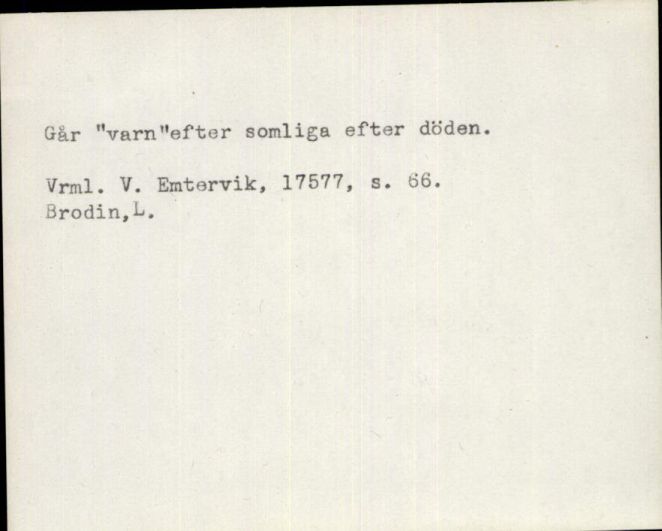 Går "varn"efter somliga efter döden.
Vrml. V. Emtervik, 17577, s. 66.
Brodin,L.